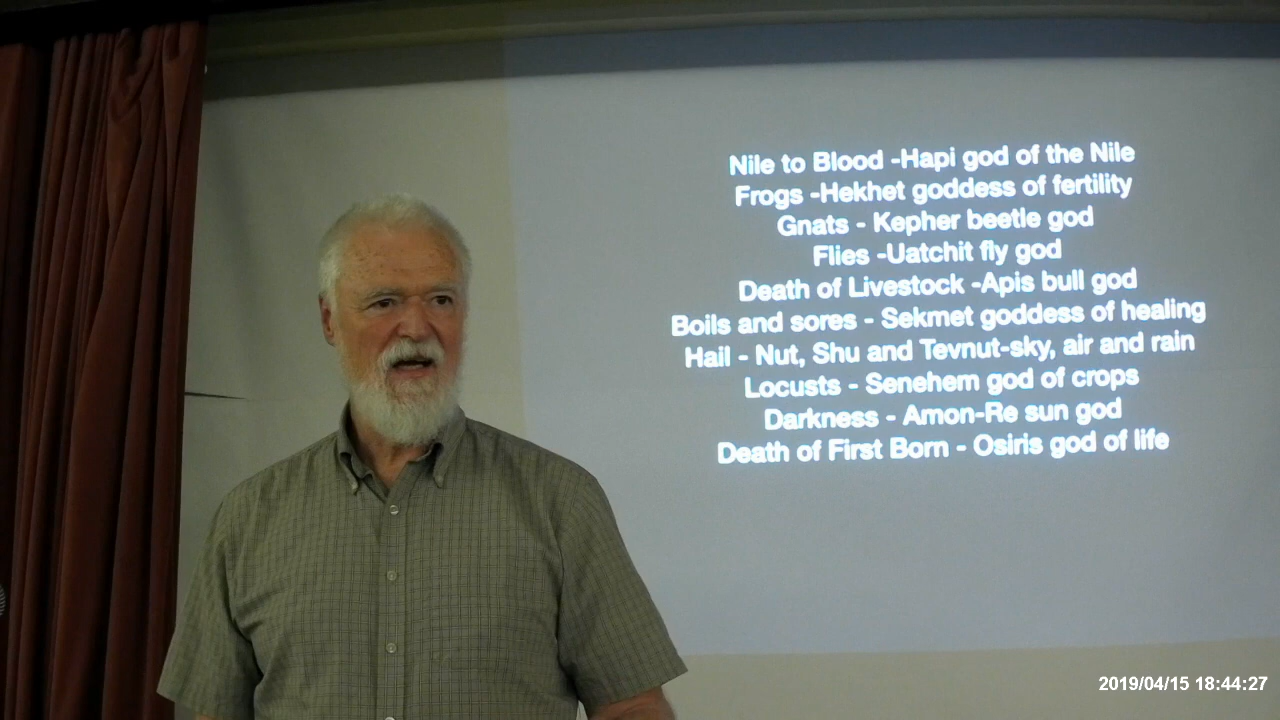 Nile to Blood -Hapi god of the Nile
Frogs -Hekhet goddess of fertility
Gnats - Kepher beetle god
Flies -Uatchit fly god
Death of Livestock -Apis bull god
Boils and sores - Sekmet goddess of healing
Hail - Nut, Shu and Tevnut-sky, air and rain
Locusts - Senehem god of crops
Darkness - Amon-Re sun god
Death of First Born - Osiris god of life
2019/04/15 18:44:27